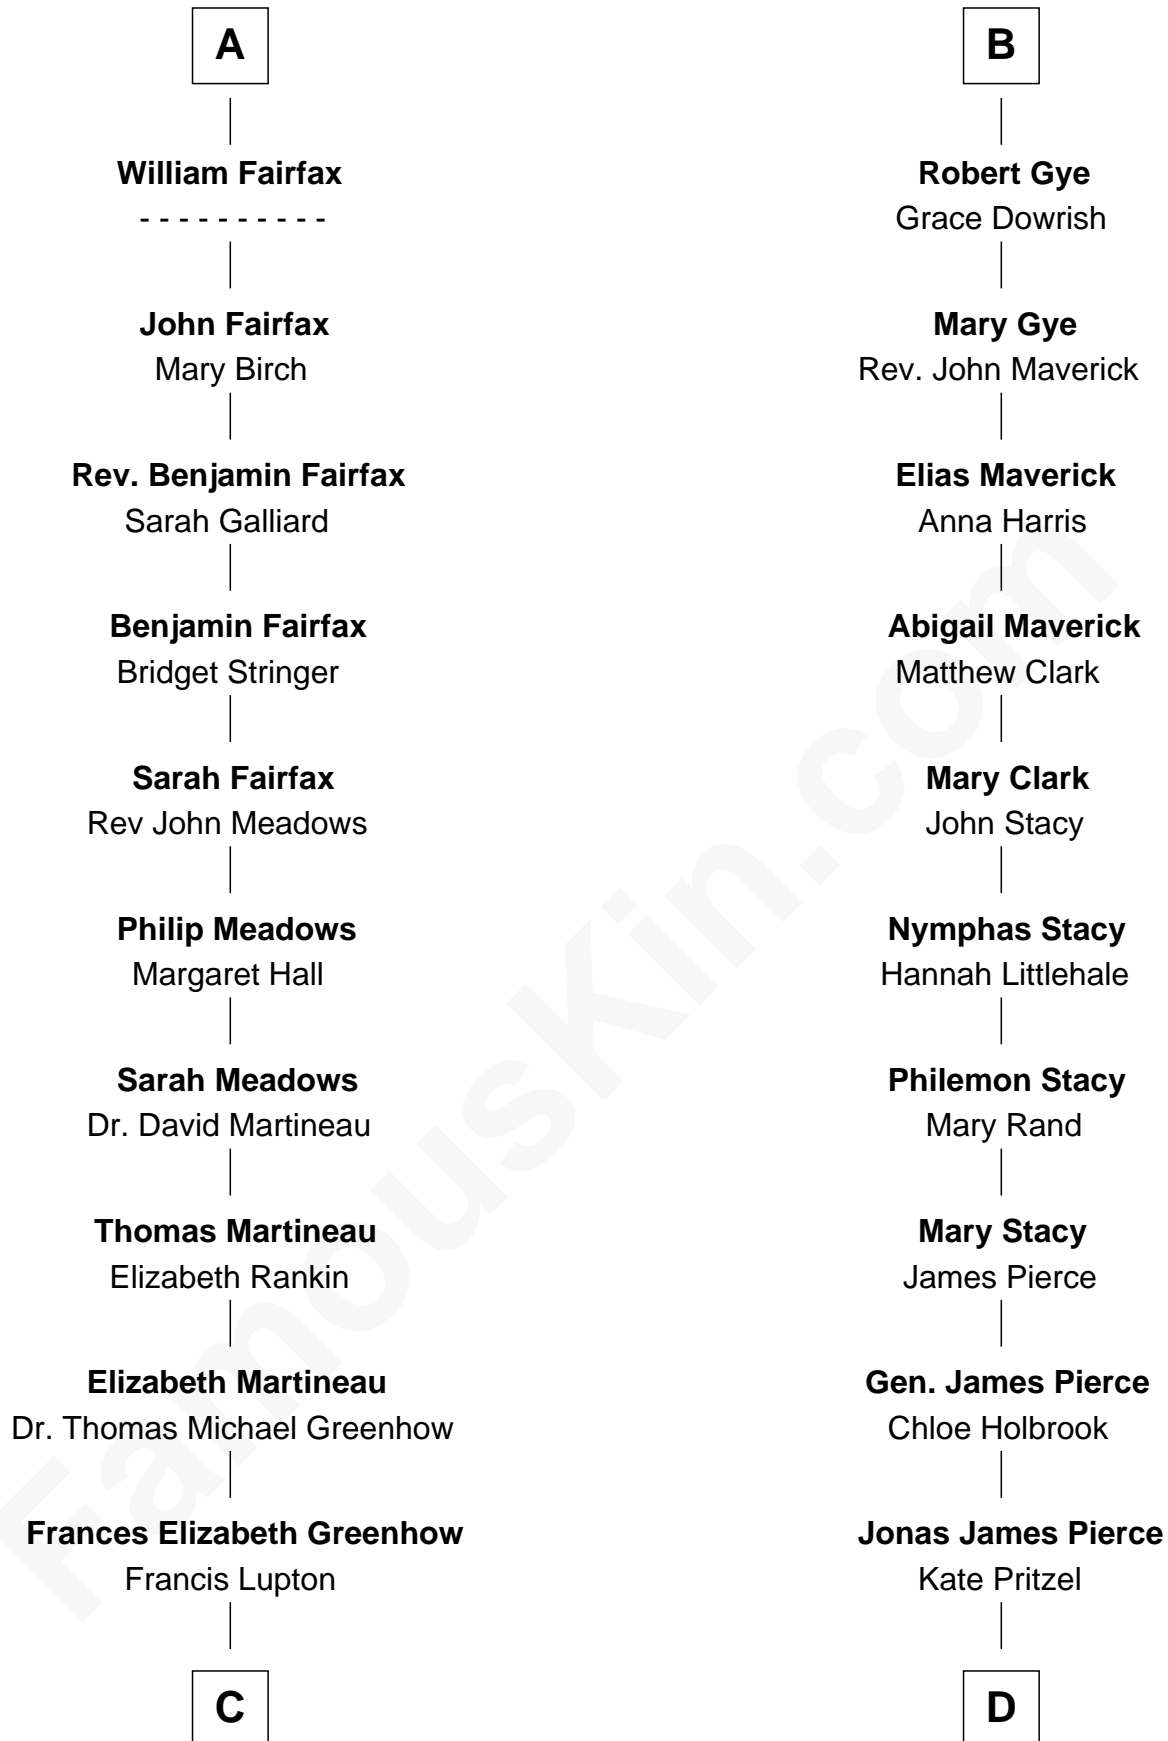 A
William Fairfax
- - - - - - - - - -
John Fairfax
Mary Birch
Rev. Benjamin Fairfax
Sarah Galliard
Benjamin Fairfax
Bridget Stringer
Sarah Fairfax
Rev John Meadows
Philip Meadows
Margaret Hall
Sarah Meadows
Dr. David Martineau
Thomas Martineau
Elizabeth Rankin
Elizabeth Martineau
Dr. Thomas Michael Greenhow
Frances Elizabeth Greenhow
Francis Lupton
C
B
Robert Gye
Grace Dowrish
Mary Gye
Rev. John Maverick
Elias Maverick
Anna Harris
Abigail Maverick
Matthew Clark
Mary Clark
John Stacy
Nymphas Stacy
Hannah Littlehale
Philemon Stacy
Mary Rand
Mary Stacy
James Pierce
Gen. James Pierce
Chloe Holbrook
Jonas James Pierce
Kate Pritzel
D
FamousKin.com